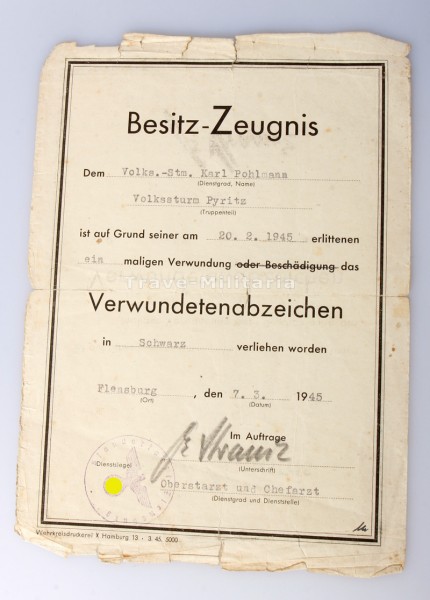 Besitz-Zeugnis
Dem Volks.-Stm. Karl Pohlmann
(Dienstgrad, Name)
Volkssturm Pyritz
(Truppenteil)
ist auf Grund seiner am 20. 2. 1945 erlittenen
ein maligen Verwundung oder Beschädigung das
Trave-Militaria
Verwundetenabzeichen
in Schwarz verliehen worden
Flensburg, den 7. 3. 1945
(Ort) (Datum)
Im Auftrage
(Unterschrift)
Dienstsiegel
Oberstarzt und Chefarzt
(Dienstgrad und Dienststelle)
Wehrkreisdruckerei X Hamburg 13 · 3. 45. 5000